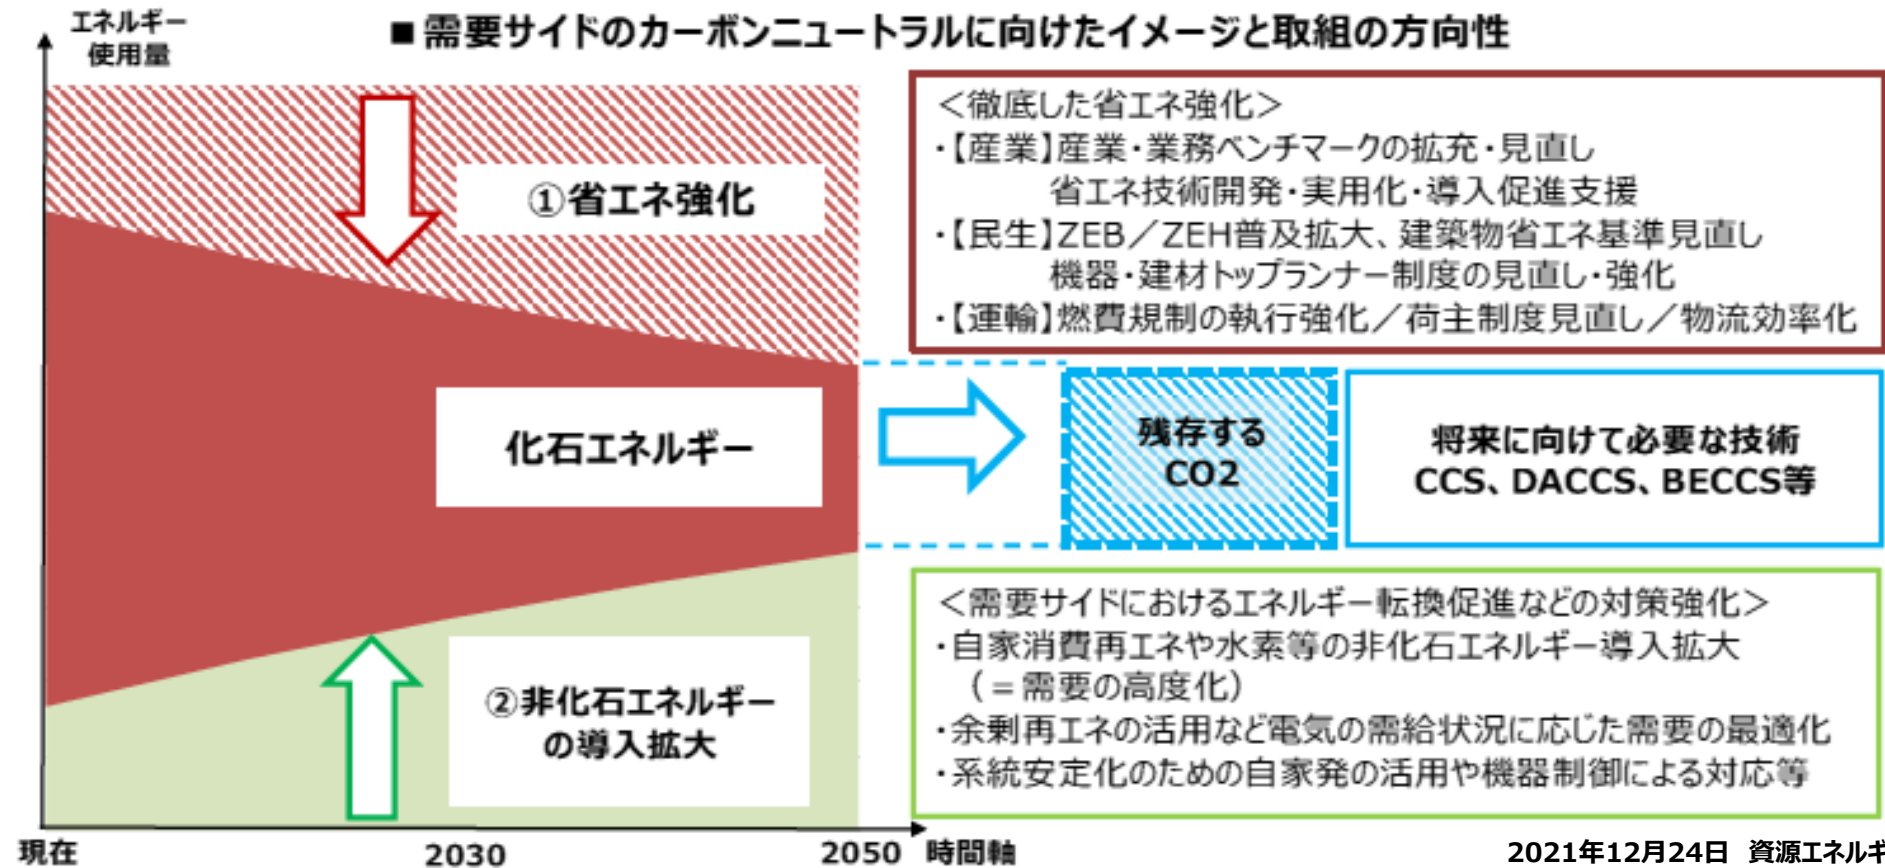 エネルギー
使用量
■需要サイドのカーボンニュートラルに向けたイメージと取組の方向性
①省エネ強化
化石エネルギー
②非化石エネルギー
の導入拡大
現在
2030
2050
時間軸
＜徹底した省エネ強化＞
・【産業】産業・業務ベンチマークの拡充・見直し
省エネ技術開発・実用化・導入促進支援
・【民生】ZEB／ZEH普及拡大、建築物省エネ基準見直し
機器・建材トップランナー制度の見直し・強化
・【運輸】燃費規制の執行強化／荷主制度見直し／物流効率化
残存する
CO2
将来に向けて必要な技術
CCS、DACCS、BECCS等
＜需要サイドにおけるエネルギー転換促進などの対策強化＞
・自家消費再エネや水素等の非化石エネルギー導入拡大
（＝需要の高度化）
・余剰再エネの活用など電気の需給状況に応じた需要の最適化
・系統安定化のための自家発の活用や機器制御による対応等
2021年12月24日 資源エネルギ